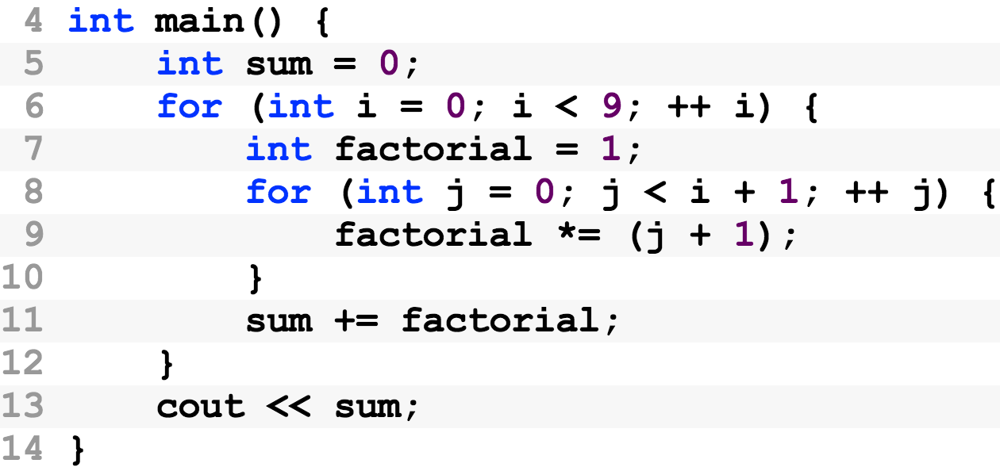 4 int main() {
5     int sum = 0;
6     for (int i = 0; i < 9; ++ i) {
7         int factorial = 1;
8         for (int j = 0; j < i + 1; ++ j) {
9             factorial *= (j + 1);
10         }
11         sum += factorial;
12     }
13     cout << sum;
14 }